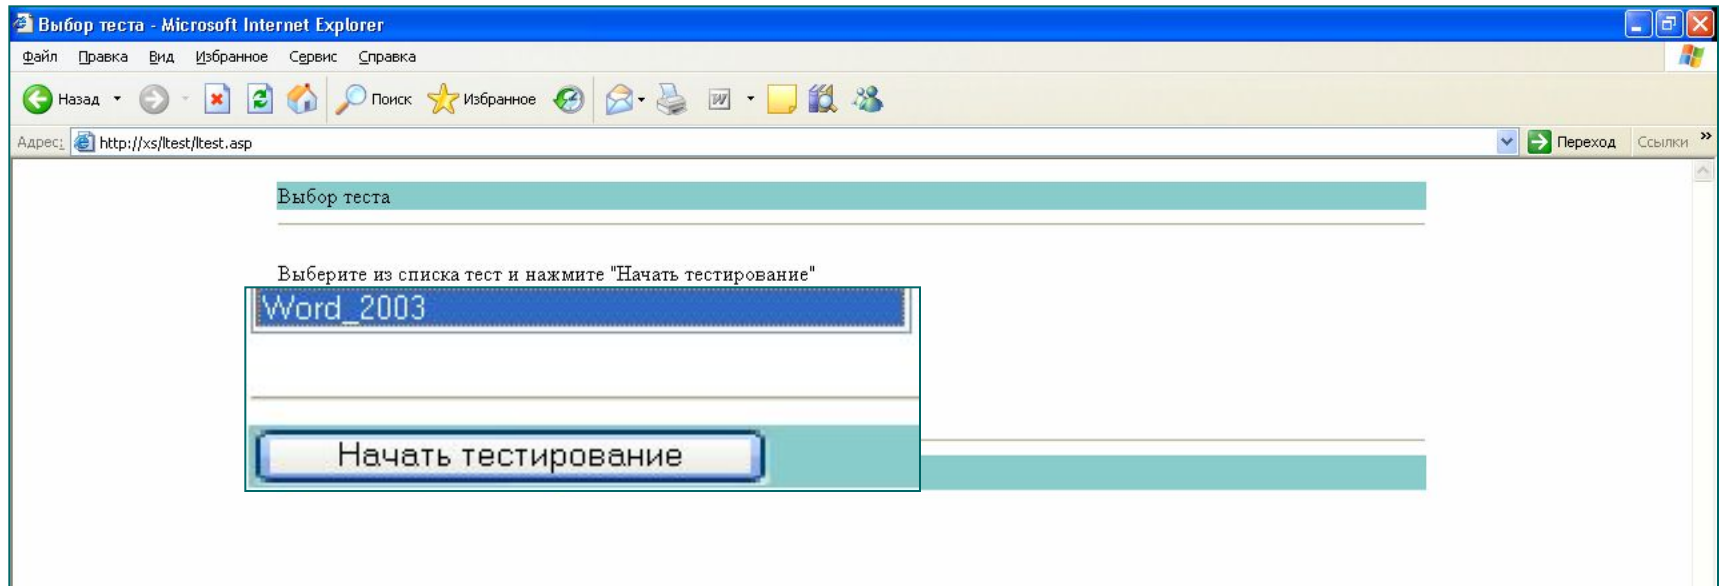 Выбор теста - Microsoft Internet Explorer
Файл Правка Вид Избранное Сервис Справка
Назад Поиск Избранное
Адрес: http://xs/ltest/ltest.asp Переход Ссылки »
Выбор теста
Выберите из списка тест и нажмите "Начать тестирование"
Word_2003
Начать тестирование